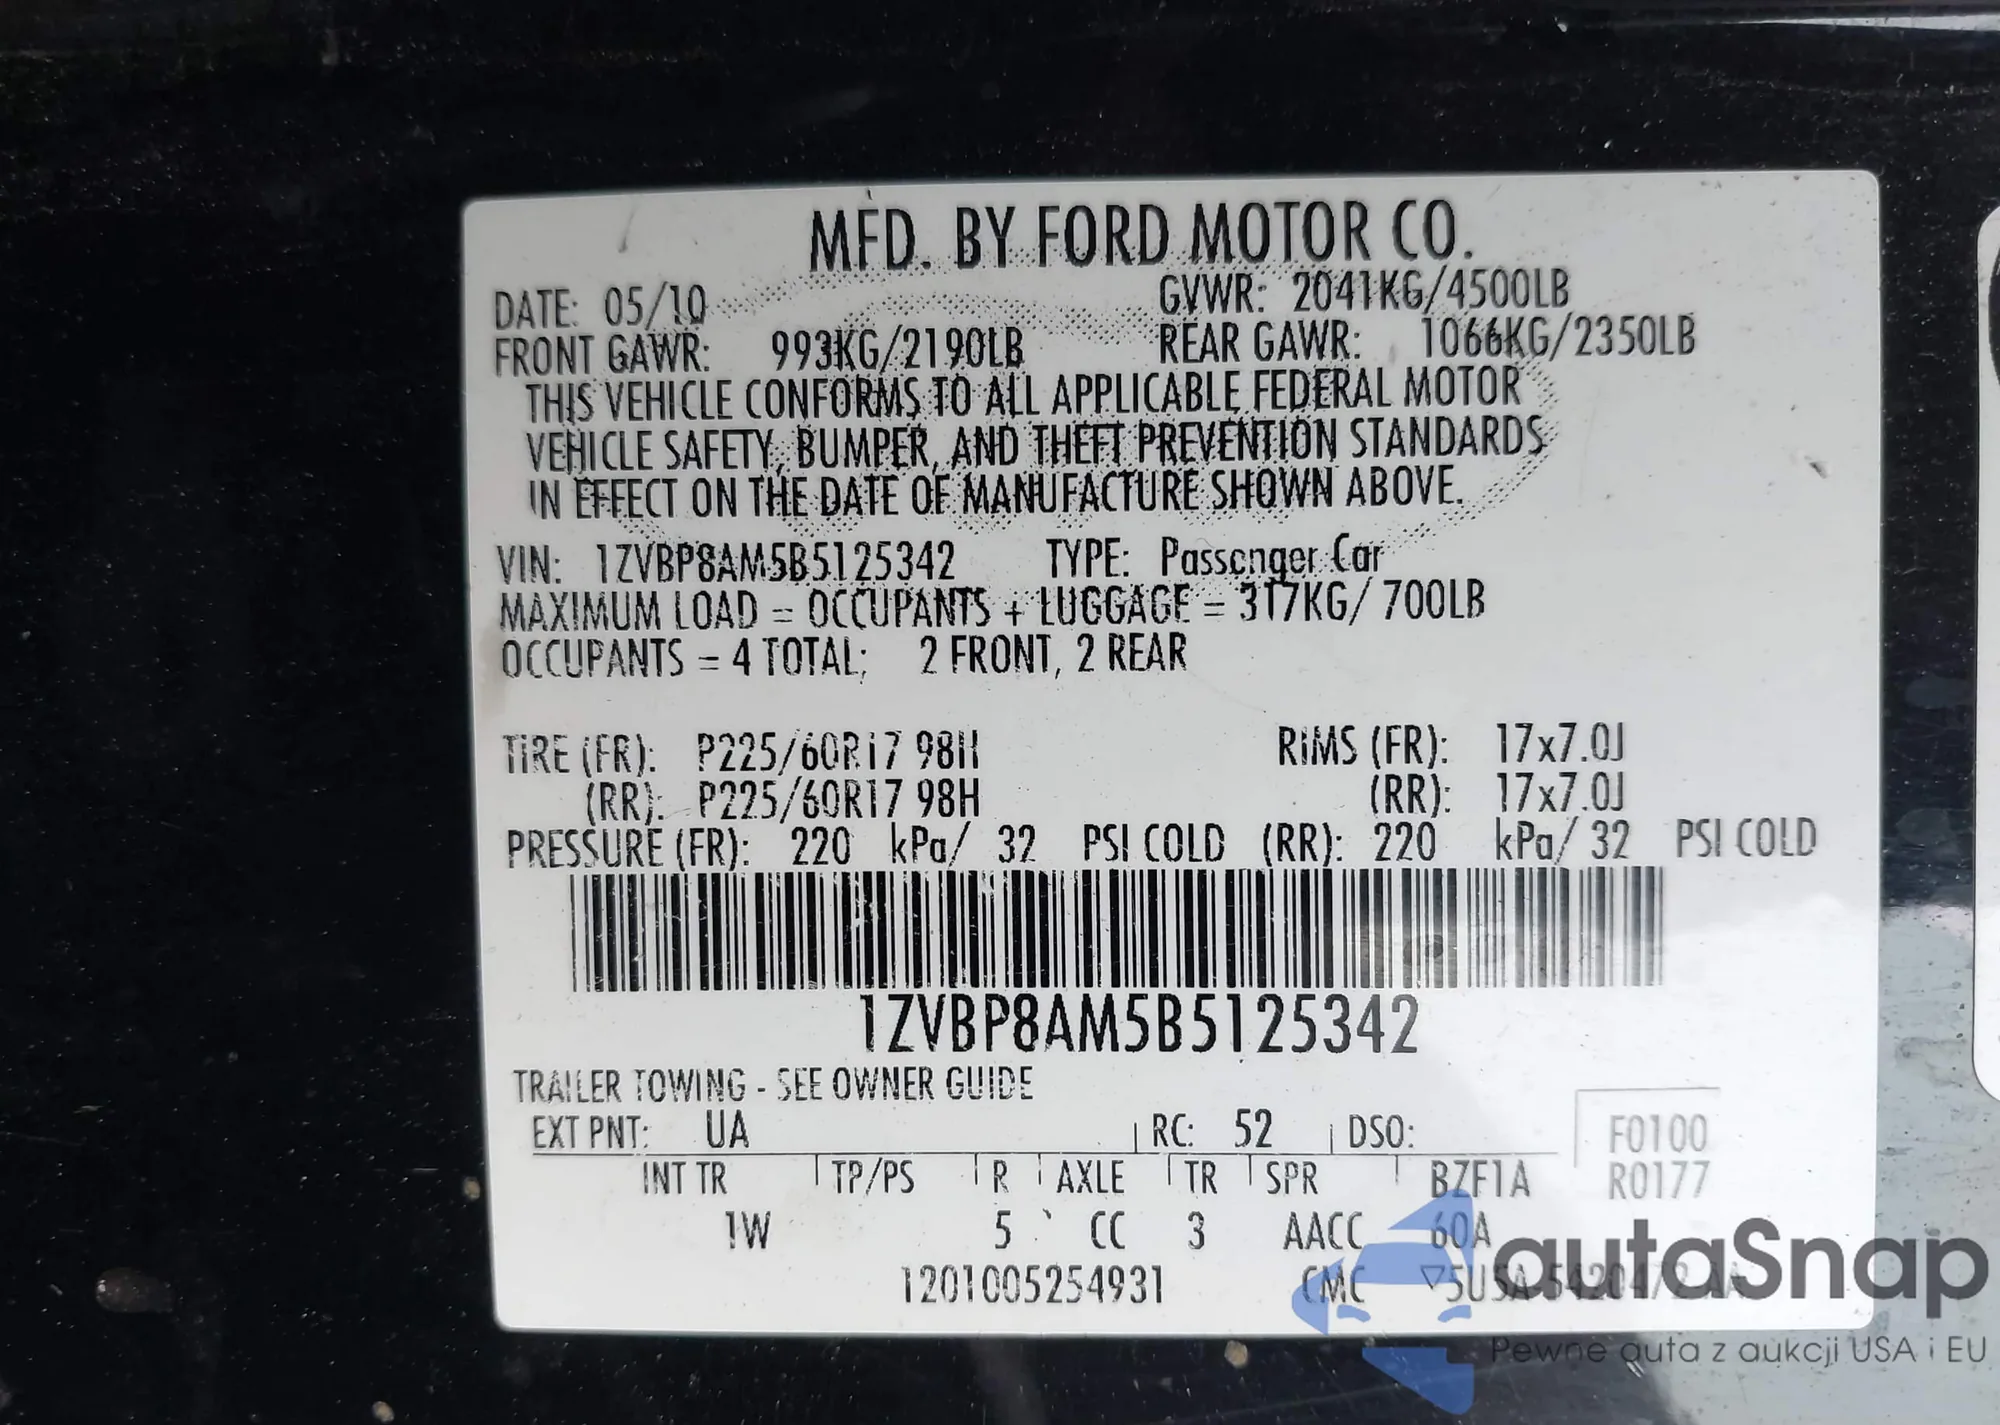 MFD. BY FORD MOTOR CO.
DATE: 05/10 GVWR: 2041KG/4500LB
FRONT GAWR: 993KG/2190LB REAR GAWR: 1066KG/2350LB
THIS VEHICLE CONFORMS TO ALL APPLICABLE FEDERAL MOTOR
VEHICLE SAFETY, BUMPER, AND THEFT PREVENTION STANDARDS
IN EFFECT ON THE DATE OF MANUFACTURE SHOWN ABOVE.
VIN: 1ZVBP8AM5B5125342 TYPE: Passenger Car
MAXIMUM LOAD = OCCUPANTS + LUGGAGE = 317KG/ 700LB
OCCUPANTS = 4 TOTAL; 2 FRONT, 2 REAR
TIRE (FR): P225/60R17 98H RIMS (FR): 17x7.0J
(RR): P225/60R17 98H (RR): 17x7.0J
PRESSURE (FR): 220 kPa/ 32 PSI COLD (RR): 220 kPa/ 32 PSI COLD
1ZVBP8AM5B5125342
TRAILER TOWING - SEE OWNER GUIDE
EXT PNT: UA RC: 52 DSO: F0100
INT TR TP/PS R AXLE TR SPR B7F1A R0177
1W 5 CC 3 AACC 60A
1201005254931 CMC ▽5U5A
autaSnap
Pewne auta z aukcji USA i EU